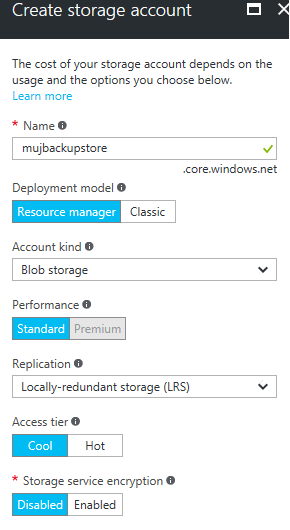 Create storage account
The cost of your storage account depends on the
usage and the options you choose below.
Learn more
* Name
mujbackupstore
.core.windows.net
Deployment model
Resource manager Classic
Account kind
Blob storage
Performance
Standard Premium
Replication
Locally-redundant storage (LRS)
Access tier
Cool Hot
* Storage service encryption
Disabled Enabled